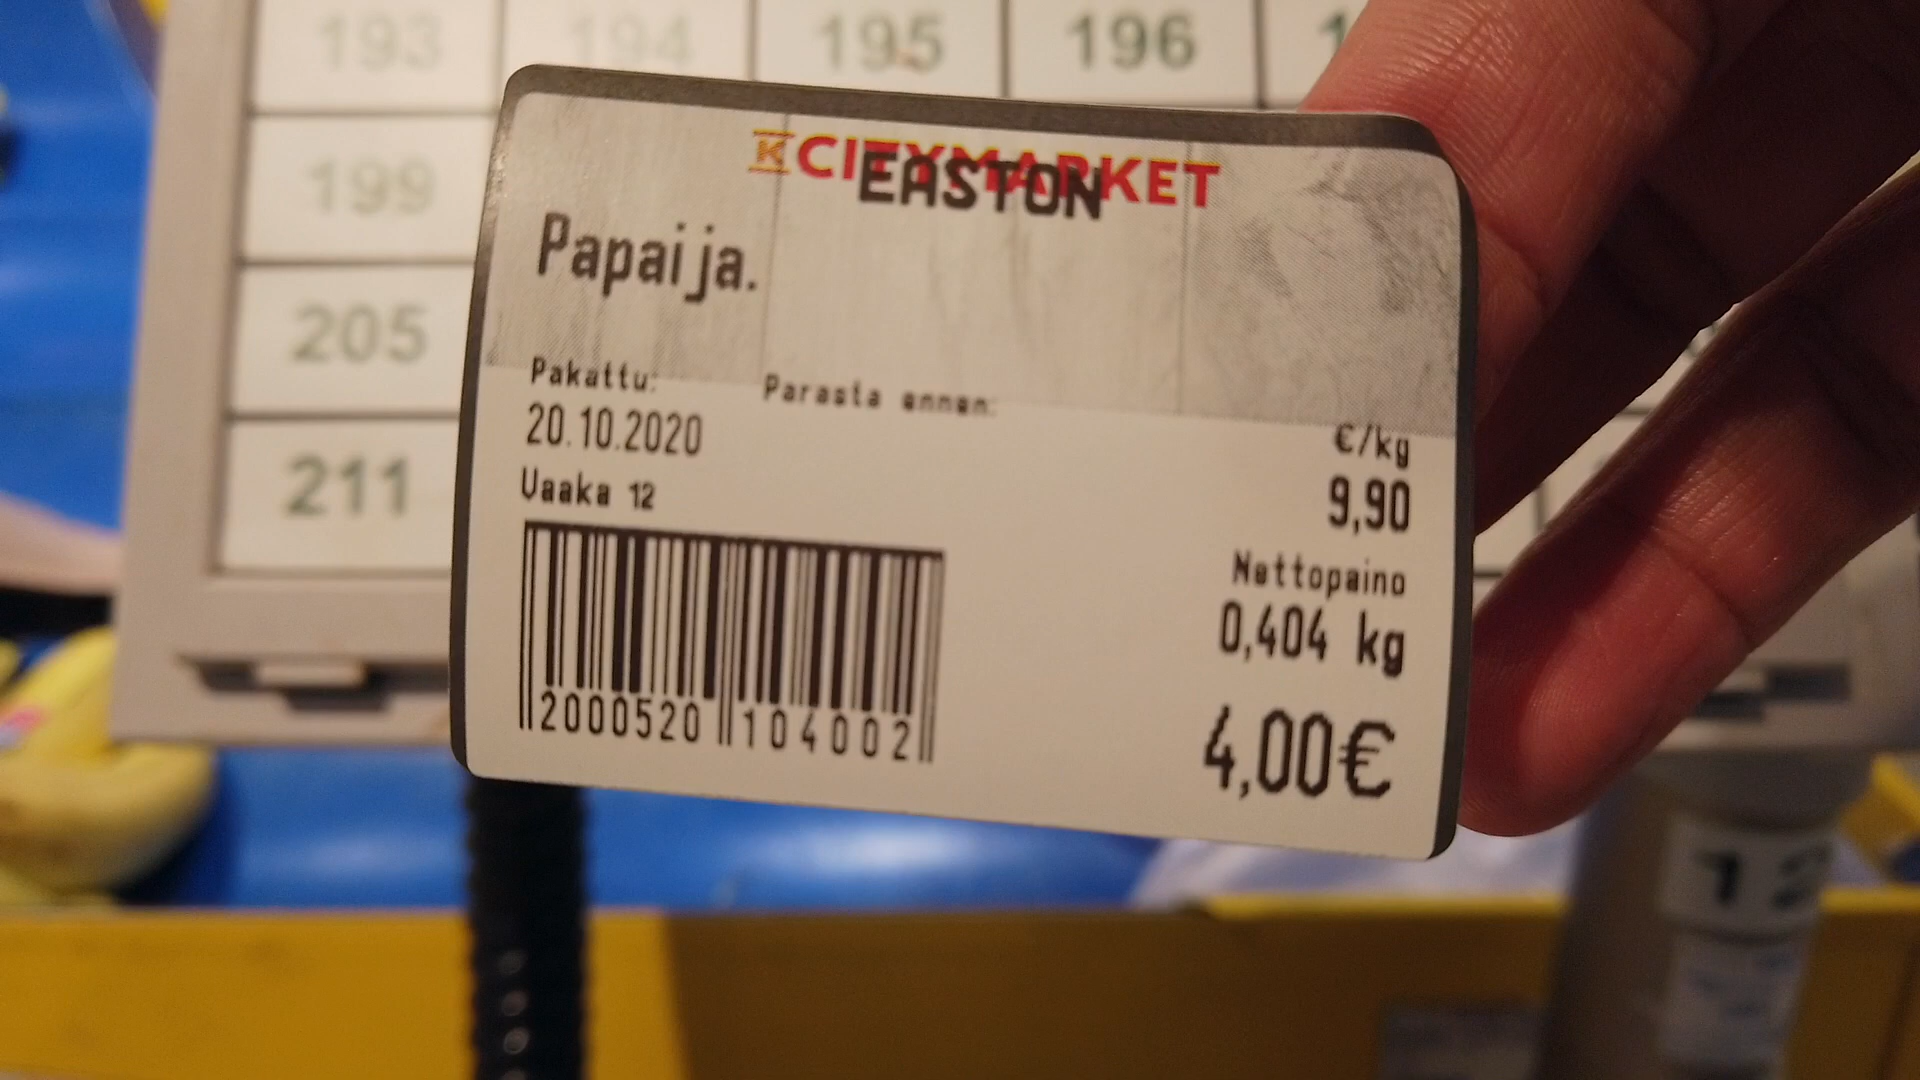 193 194 195 196
199
205
211
K CITYMARKET
EASTON
Papaija.
Pakattu: Parasta ennen:
20.10.2020
€/kg
Vaaka 12
9,90
Nettopaino
0,404 kg
2000520 104002
4,00€
12